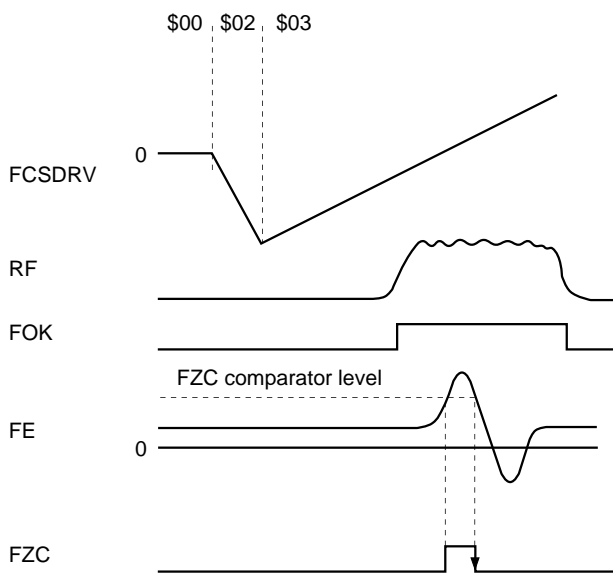 $00 $02 $03
0
FCSDRV
RF
FOK
FZC comparator level
FE
0
FZC